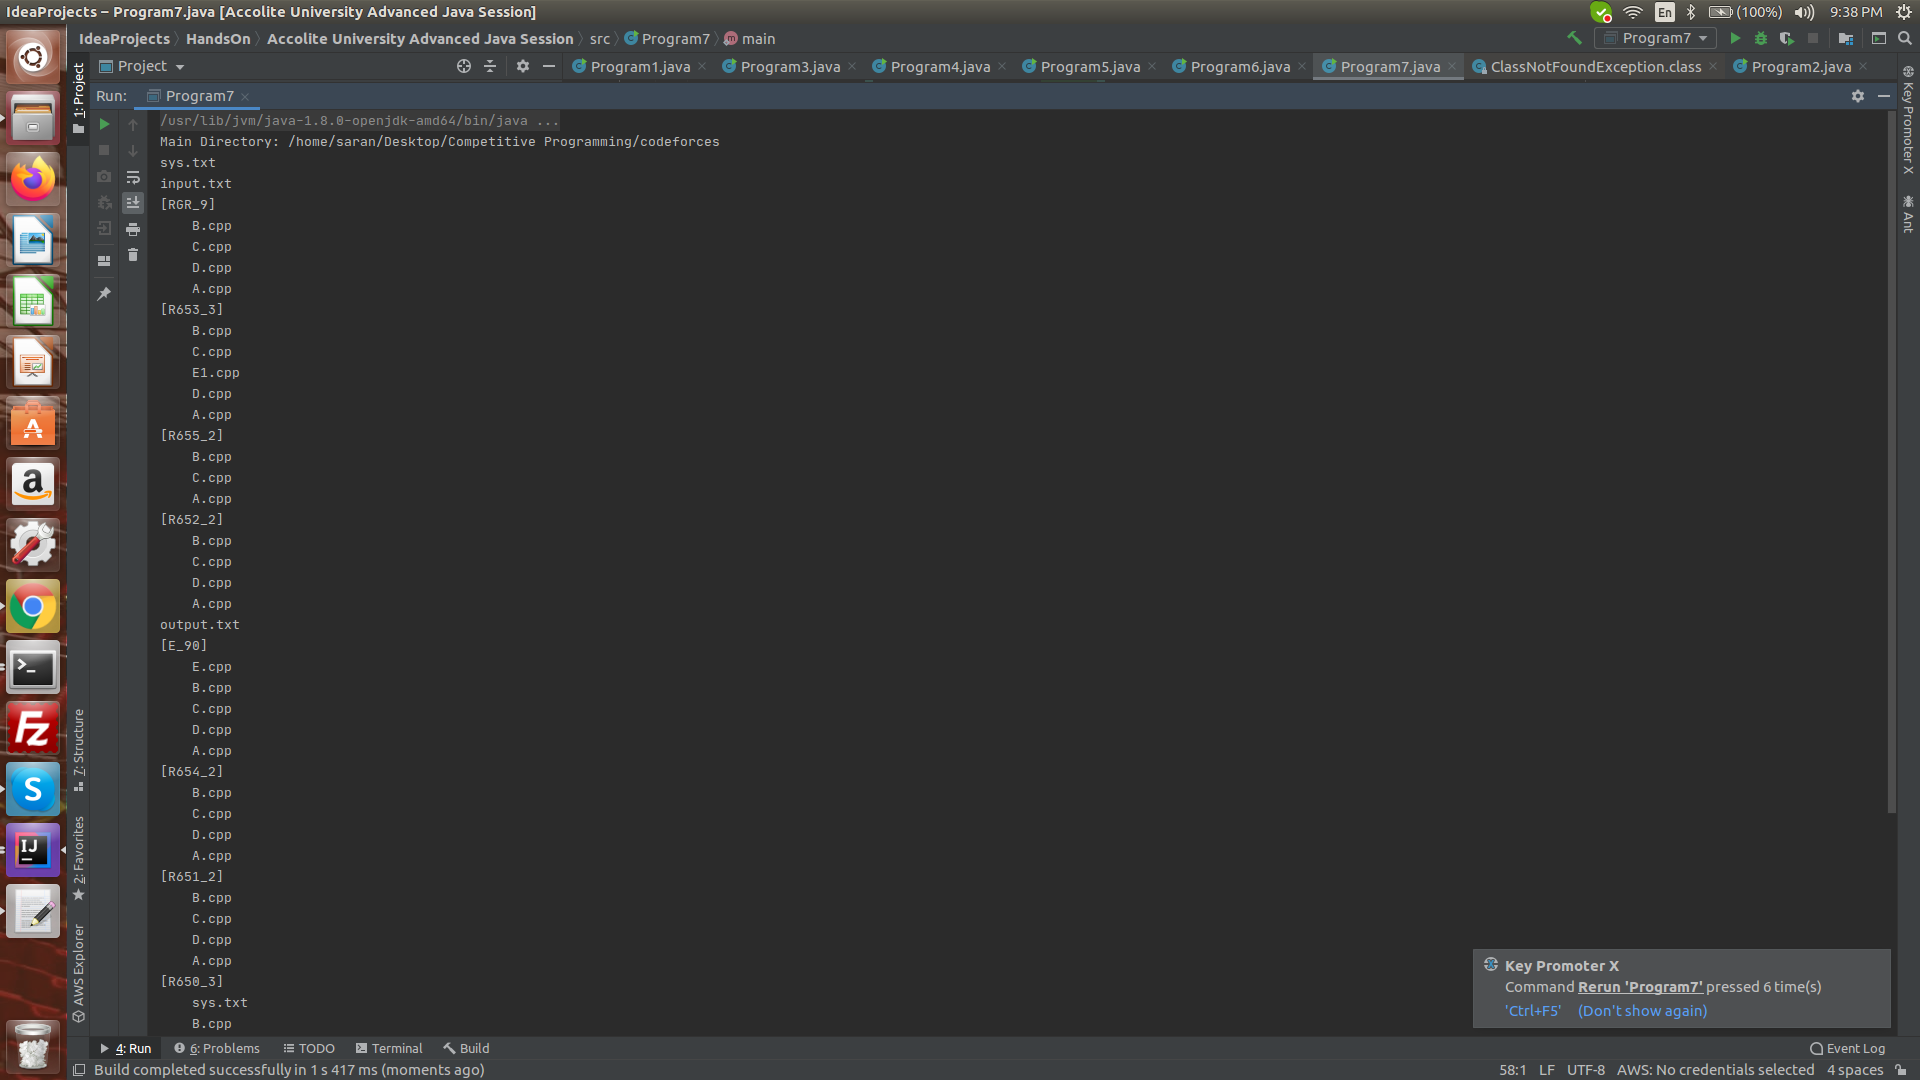 IdeaProjects – Program7.java [Accolite University Advanced Java Session]
En (100%) 9:38 PM
IdeaProjects HandsOn Accolite University Advanced Java Session src Program7 main
Program7
Project
Program1.java Program3.java Program4.java Program5.java Program6.java Program7.java ClassNotFoundException.class Program2.java
Run: Program7
/usr/lib/jvm/java-1.8.0-openjdk-amd64/bin/java ...
Main Directory: /home/saran/Desktop/Competitive Programming/codeforces
sys.txt
input.txt
[RGR_9]
B.cpp
C.cpp
D.cpp
A.cpp
[R653_3]
B.cpp
C.cpp
E1.cpp
D.cpp
A.cpp
[R655_2]
B.cpp
C.cpp
A.cpp
[R652_2]
B.cpp
C.cpp
D.cpp
A.cpp
output.txt
[E_90]
E.cpp
B.cpp
C.cpp
D.cpp
A.cpp
[R654_2]
B.cpp
C.cpp
D.cpp
A.cpp
[R651_2]
B.cpp
C.cpp
D.cpp
A.cpp
[R650_3]
sys.txt
B.cpp
1: Project
7: Structure
2: Favorites
AWS Explorer
Key Promoter X
Ant
Key Promoter X
Command Rerun 'Program7' pressed 6 time(s)
'Ctrl+F5' (Don't show again)
4: Run 6: Problems TODO Terminal Build Event Log
Build completed successfully in 1 s 417 ms (moments ago) 58:1 LF UTF-8 AWS: No credentials selected 4 spaces